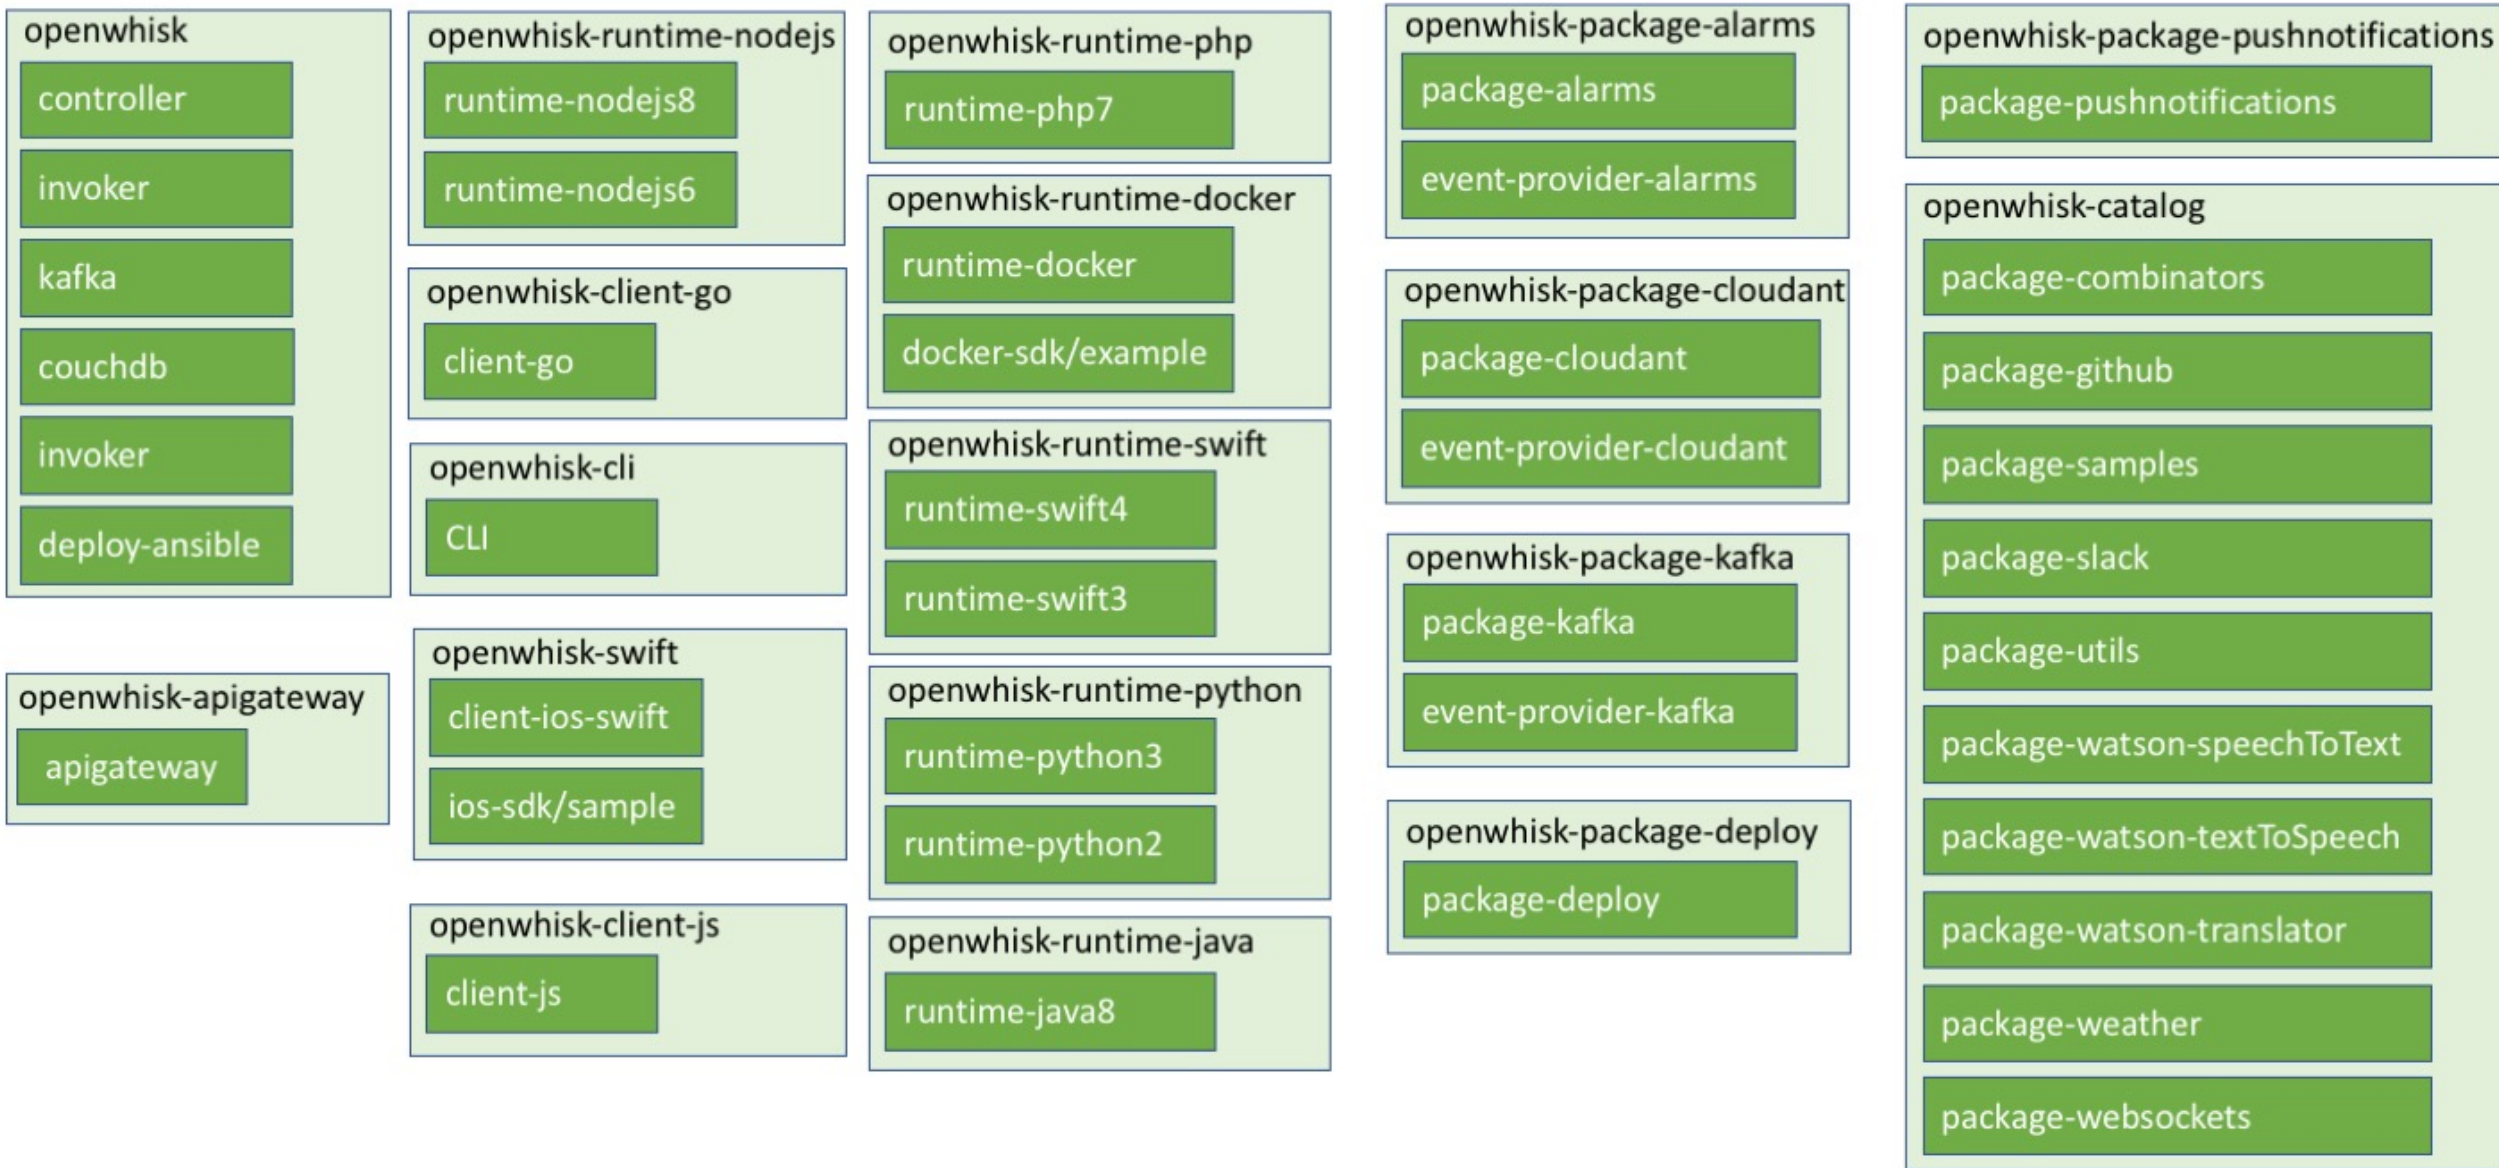 openwhisk
controller
invoker
kafka
couchdb
invoker
deploy-ansible
openwhisk-apigateway
apigateway
openwhisk-runtime-nodejs
runtime-nodejs8
runtime-nodejs6
openwhisk-client-go
client-go
openwhisk-cli
CLI
openwhisk-swift
client-ios-swift
ios-sdk/sample
openwhisk-client-js
client-js
openwhisk-runtime-php
runtime-php7
openwhisk-runtime-docker
runtime-docker
docker-sdk/example
openwhisk-runtime-swift
runtime-swift4
runtime-swift3
openwhisk-runtime-python
runtime-python3
runtime-python2
openwhisk-runtime-java
runtime-java8
openwhisk-package-alarms
package-alarms
event-provider-alarms
openwhisk-package-cloudant
package-cloudant
event-provider-cloudant
openwhisk-package-kafka
package-kafka
event-provider-kafka
openwhisk-package-deploy
package-deploy
openwhisk-package-pushnotifications
package-pushnotifications
openwhisk-catalog
package-combinators
package-github
package-samples
package-slack
package-utils
package-watson-speechToText
package-watson-textToSpeech
package-watson-translator
package-weather
package-websockets